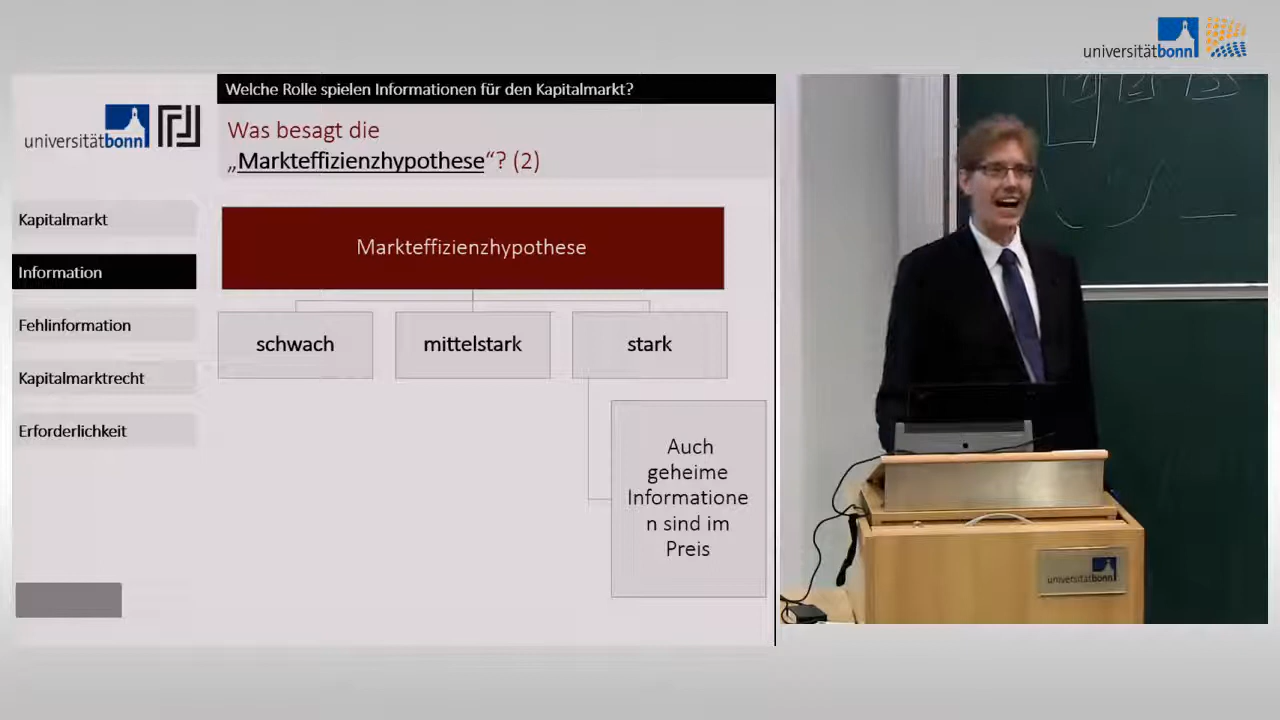 universitätbonn
Welche Rolle spielen Informationen für den Kapitalmarkt?
universitätbonn
Was besagt die
„Markteffizienzhypothese“? (2)
Kapitalmarkt
Information
Fehlinformation
Kapitalmarktrecht
Erforderlichkeit
Markteffizienzhypothese
schwach
mittelstark
stark
Auch
geheime
Informatione
n sind im
Preis
universitätbonn